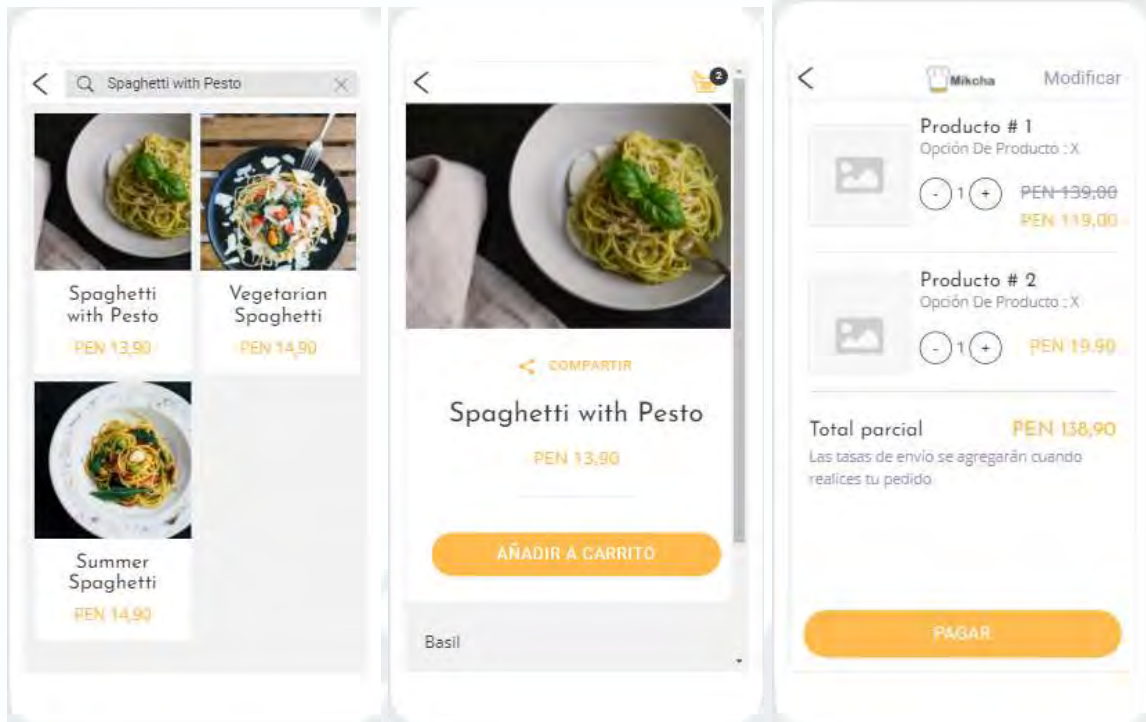 Spaghetti with Pesto
Spaghetti
with Pesto
PEN 13,90
Vegetarian
Spaghetti
PEN 14,90
Summer
Spaghetti
PEN 14,90
2
COMPARTIR
Spaghetti with Pesto
PEN 13,90
AÑADIR A CARRITO
Basil
Mikcha
Modificar
Producto # 1
Opción De Producto : X
- 1 +
PEN 139,00
PEN 119,00
Producto # 2
Opción De Producto : X
- 1 +
PEN 19.90
Total parcial
PEN 138,90
Las tasas de envío se agregarán cuando
realices tu pedido
PAGAR